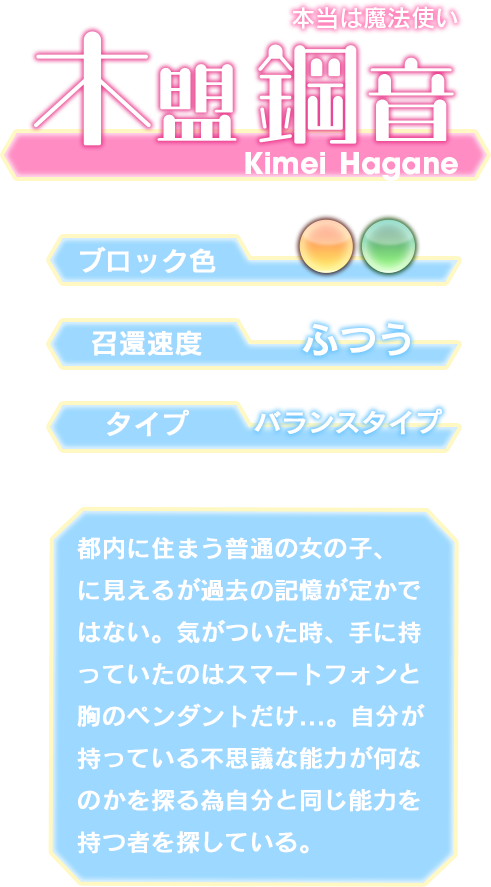 本当は魔法使い
木盟 鋼音
Kimei Hagane
ブロック色
召還速度 ふつう
タイプ バランスタイプ
都内に住まう普通の女の子、
に見えるが過去の記憶が定かで
はない。気がついた時、手に持
っていたのはスマートフォンと
胸のペンダントだけ…。自分が
持っている不思議な能力が何な
のかを探る為自分と同じ能力を
持つ者を探している。